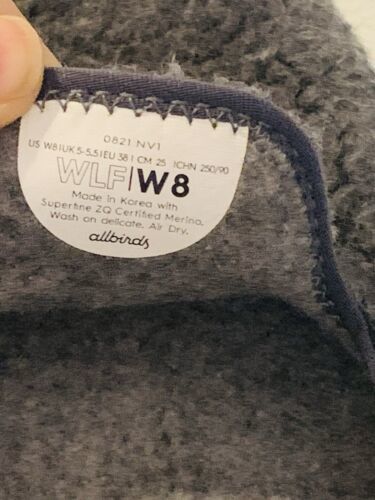 0821 NV1
US W8|UK 5-5.5|EU 38|CM 25|CHN 250/90
WLF|W8
Made in Korea with
Superfine ZQ Certified Merino.
Wash on delicate. Air Dry.
allbirds